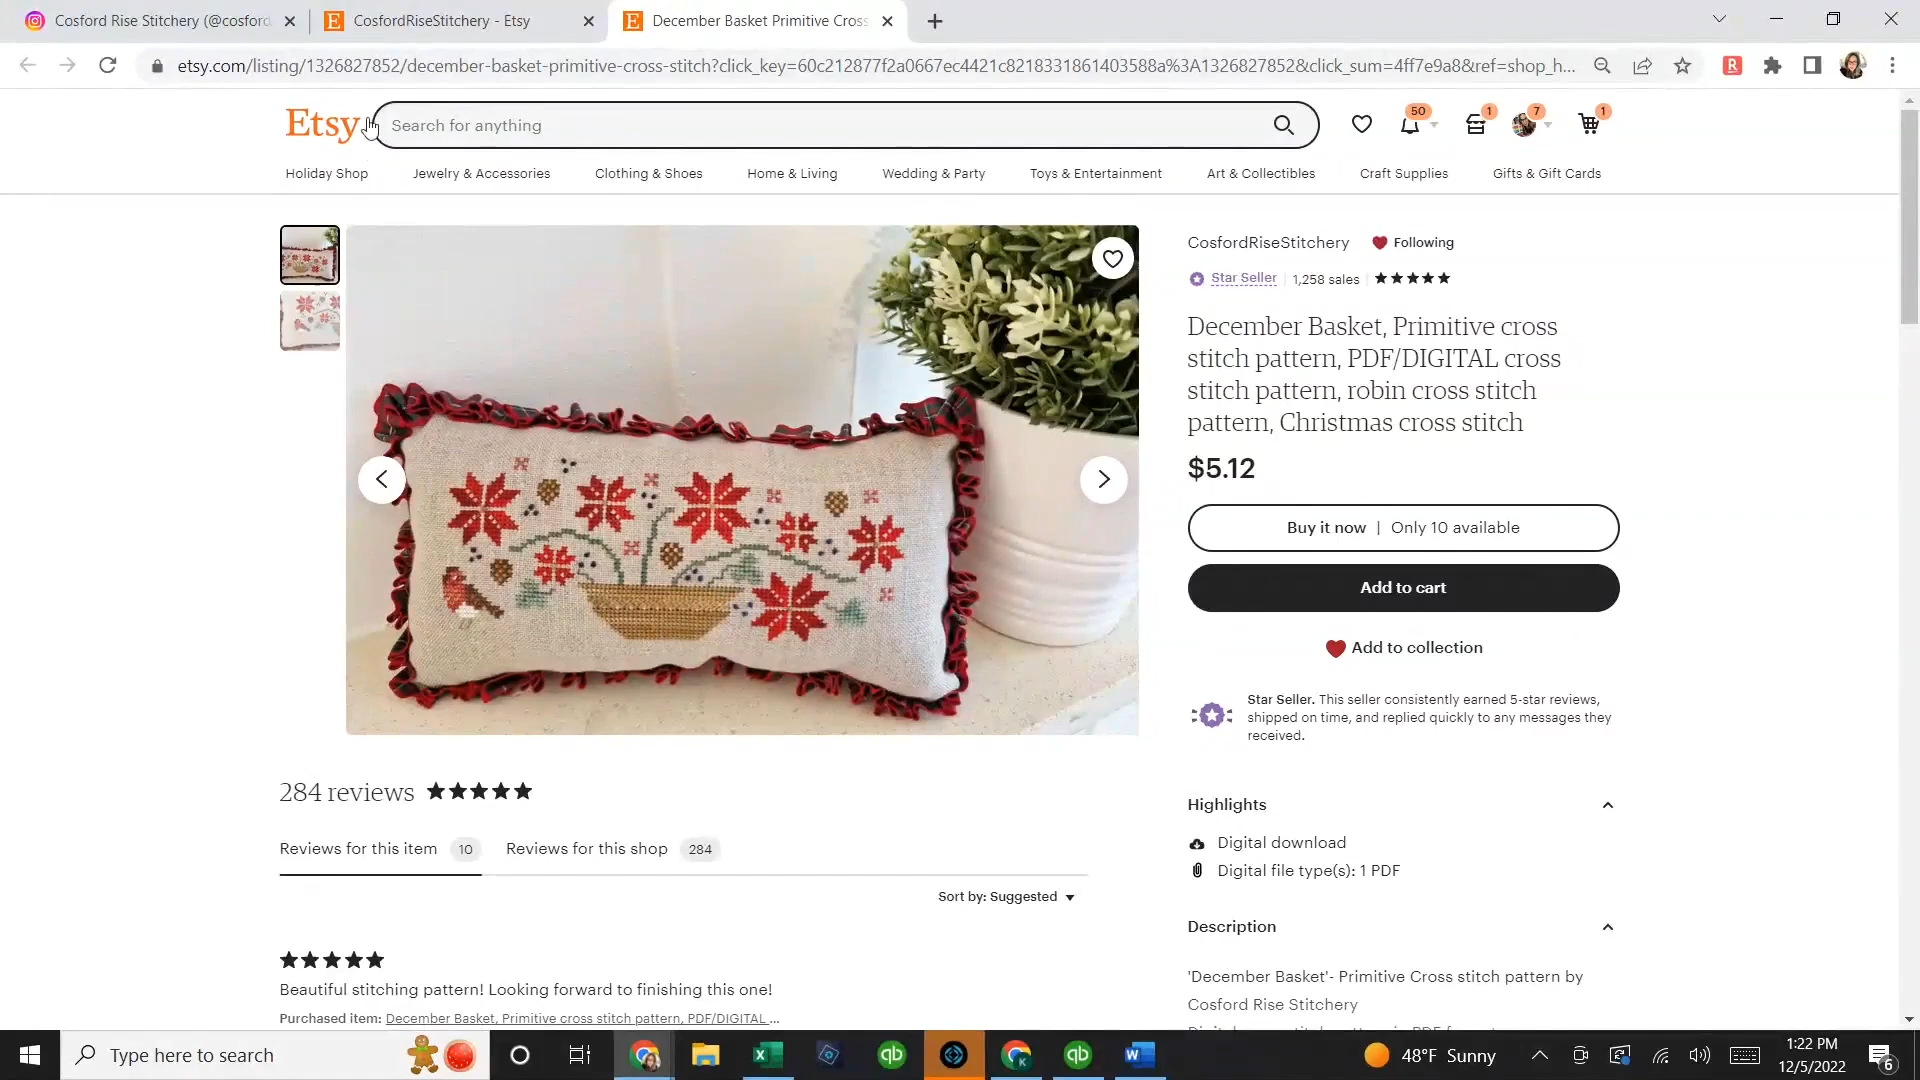 Cosford Rise Stitchery (@cosford
CosfordRiseStitchery - Etsy
December Basket Primitive Cross
etsy.com/listing/1326827852/december-basket-primitive-cross-stitch?click_key=60c212877f2a0667ec4421c8218331861403588a%3A1326827852&click_sum=4ff7e9a8&ref=shop_h...
Etsy
Search for anything
50
1
7
1
Holiday Shop
Jewelry & Accessories
Clothing & Shoes
Home & Living
Wedding & Party
Toys & Entertainment
Art & Collectibles
Craft Supplies
Gifts & Gift Cards
CosfordRiseStitchery
Following
Star Seller
1,258 sales
December Basket, Primitive cross
stitch pattern, PDF/DIGITAL cross
stitch pattern, robin cross stitch
pattern, Christmas cross stitch
$5.12
Buy it now | Only 10 available
Add to cart
Add to collection
Star Seller. This seller consistently earned 5-star reviews,
shipped on time, and replied quickly to any messages they
received.
284 reviews
Reviews for this item 10
Reviews for this shop 284
Sort by: Suggested
Highlights
Digital download
Digital file type(s): 1 PDF
Description
'December Basket'- Primitive Cross stitch pattern by
Cosford Rise Stitchery
Beautiful stitching pattern! Looking forward to finishing this one!
Purchased item: December Basket, Primitive cross stitch pattern, PDF/DIGITAL ...
Type here to search
48°F Sunny
1:22 PM
12/5/2022
6